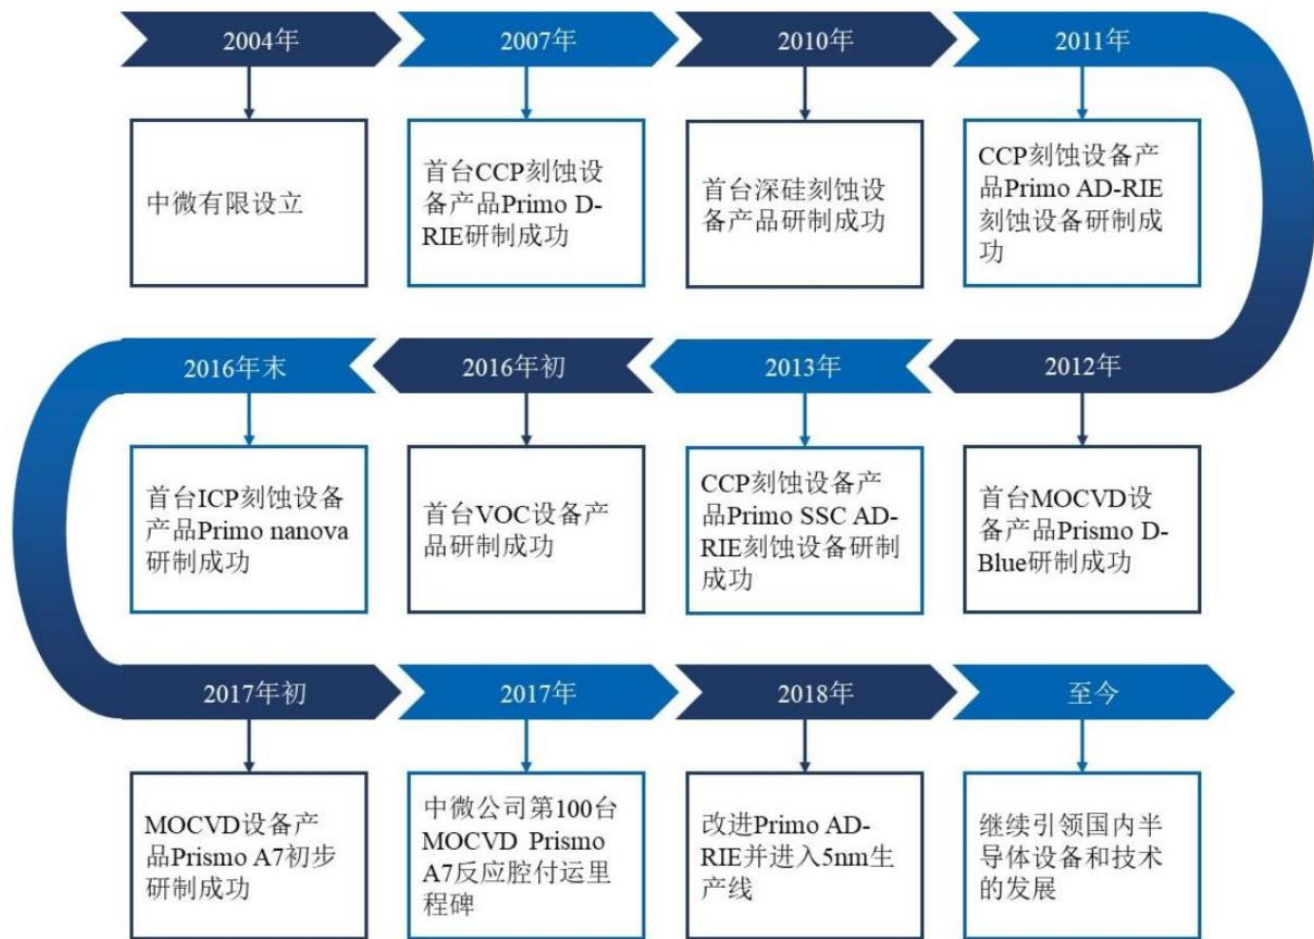 2004年
2007年
2010年
2011年
中微有限设立
首台CCP刻蚀设
备产品Primo D-
RIE研制成功
首台深硅刻蚀设
备产品研制成功
CCP刻蚀设备产
品Primo AD-RIE
刻蚀设备研制成
功
2012年
2013年
2016年初
2016年末
首台MOCVD设
备产品Prismo D-
Blue研制成功
CCP刻蚀设备产
品Primo SSC AD-
RIE刻蚀设备研制
成功
首台VOC设备产
品研制成功
首台ICP刻蚀设备
产品Primo nanova
研制成功
2017年初
2017年
2018年
至今
MOCVD设备产
品Prismo A7初步
研制成功
中微公司第100台
MOCVD Prismo
A7反应腔付运里
程碑
改进Primo AD-
RIE并进入5nm生
产线
继续引领国内半
导体设备和技术
的发展